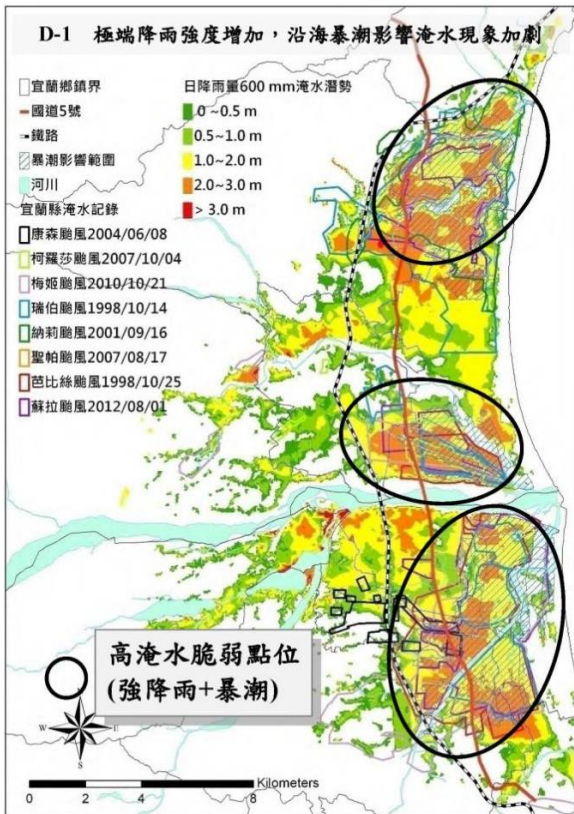 D-1 極端降雨強度增加，沿海暴潮影響淹水現象加劇
宜蘭鄉鎮界
國道5號
鐵路
暴潮影響範圍
河川
宜蘭縣淹水記錄
康森颱風2004/06/08
柯羅莎颱風2007/10/04
梅姬颱風2010/10/21
瑞伯颱風1998/10/14
納莉颱風2001/09/16
聖帕颱風2007/08/17
芭比絲颱風1998/10/25
蘇拉颱風2012/08/01
日降雨量600 mm淹水潛勢
0 ~0.5 m
0.5~1.0 m
1.0~2.0 m
2.0~3.0 m
> 3.0 m
高淹水脆弱點位
(強降雨+暴潮)
N
W E
S
Kilometers
0 2 4 8